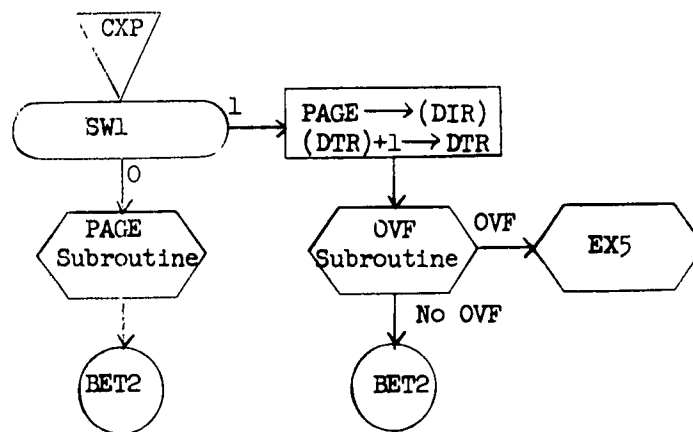 CXP
SW1
1
PAGE → (DIR)
(DTR)+1 → DTR
0
PAGE
Subroutine
OVF
Subroutine
OVF
EX5
No OVF
BET2
BET2